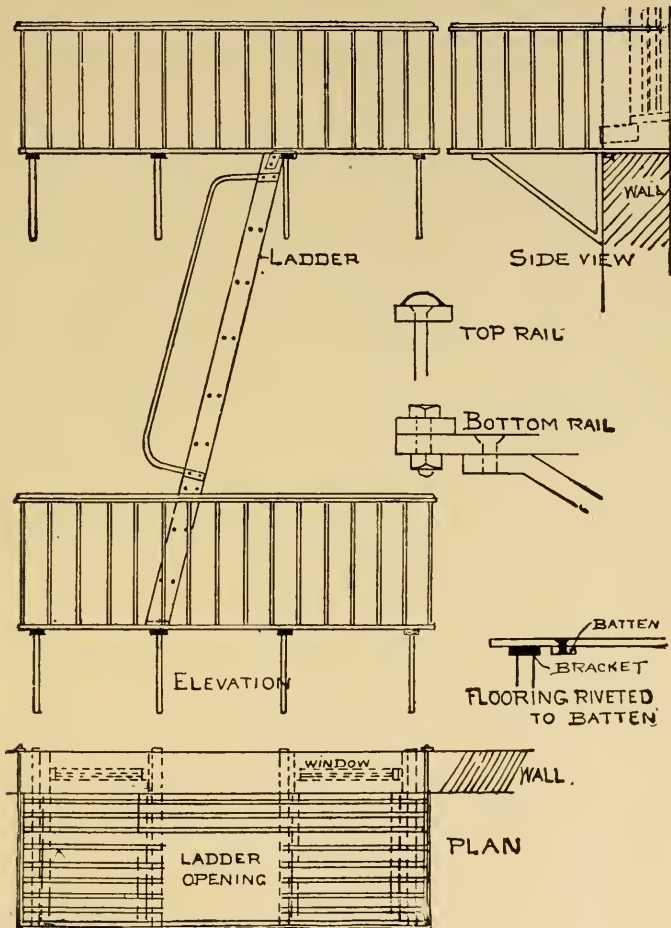 WALL
LADDER
SIDE VIEW
TOP RAIL
BOTTOM RAIL
BATTEN
BRACKET
ELEVATION
FLOORING RIVETED
TO BATTEN
WINDOW
WALL.
PLAN
LADDER
OPENING